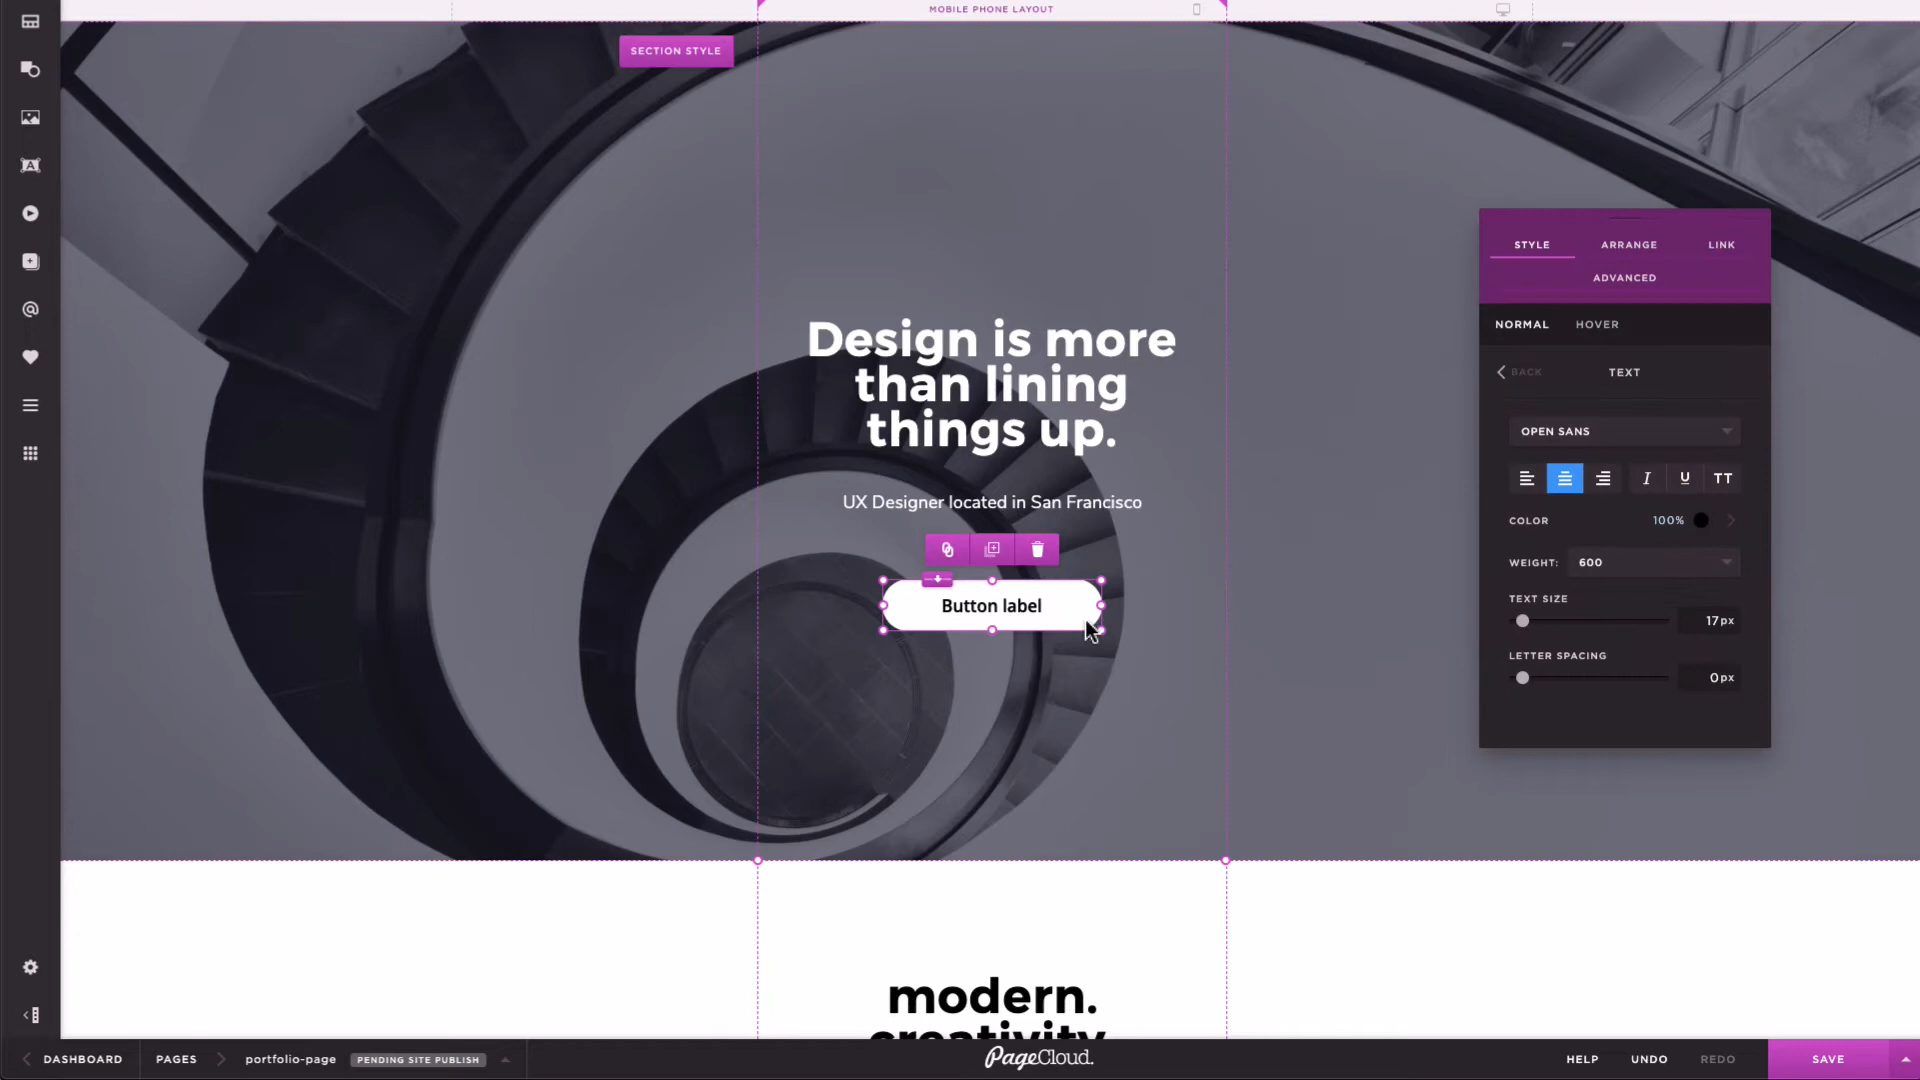 MOBILE PHONE LAYOUT
SECTION STYLE
Design is more
than lining
things up.
UX Designer located in San Francisco
Button label
STYLE
ARRANGE
LINK
ADVANCED
NORMAL
HOVER
BACK
TEXT
OPEN SANS
I
U
TT
COLOR
100%
WEIGHT:
600
TEXT SIZE
17px
LETTER SPACING
0px
modern.
creativity
DASHBOARD
PAGES
portfolio-page
PENDING SITE PUBLISH
PageCloud.
HELP
UNDO
REDO
SAVE